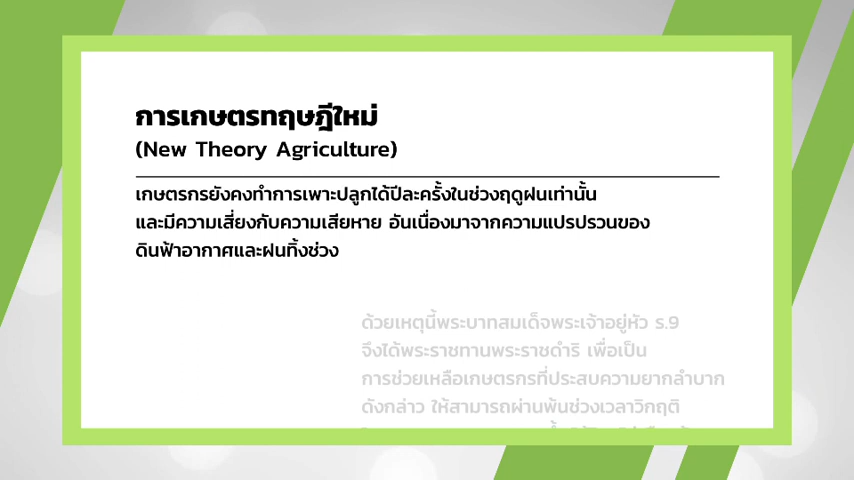 การเกษตรทฤษฎีใหม่
(New Theory Agriculture)
เกษตรกรยังคงทำการเพาะปลูกได้ปีละครั้งในช่วงฤดูฝนเท่านั้น
และมีความเสี่ยงกับความเสียหาย อันเนื่องมาจากความแปรปรวนของ
ดินฟ้าอากาศและฝนทิ้งช่วง
ด้วยเหตุนี้พระบาทสมเด็จพระเจ้าอยู่หัว ร.9
จึงได้พระราชทานพระราชดำริ เพื่อเป็น
การช่วยเหลือเกษตรกรที่ประสบความยากลำบาก
ดังกล่าว ให้สามารถผ่านพ้นช่วงเวลาวิกฤติ